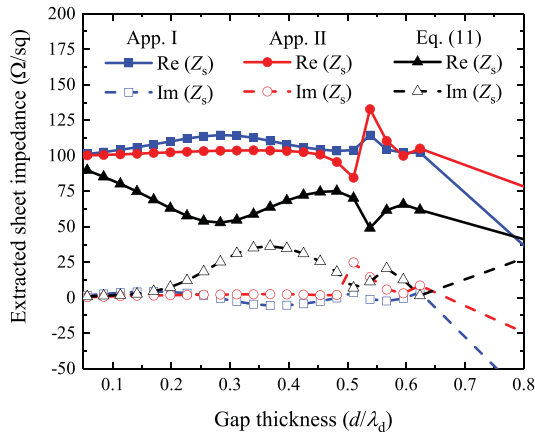 App. I App. II Eq. (11)
Re (Zs) Re (Zs) Re (Zs)
Im (Zs) Im (Zs) Im (Zs)
Extracted sheet impedance (Ω/sq)
200
175
150
125
100
75
50
25
0
-25
-50
0.1 0.2 0.3 0.4 0.5 0.6 0.7 0.8
Gap thickness (d/λd)